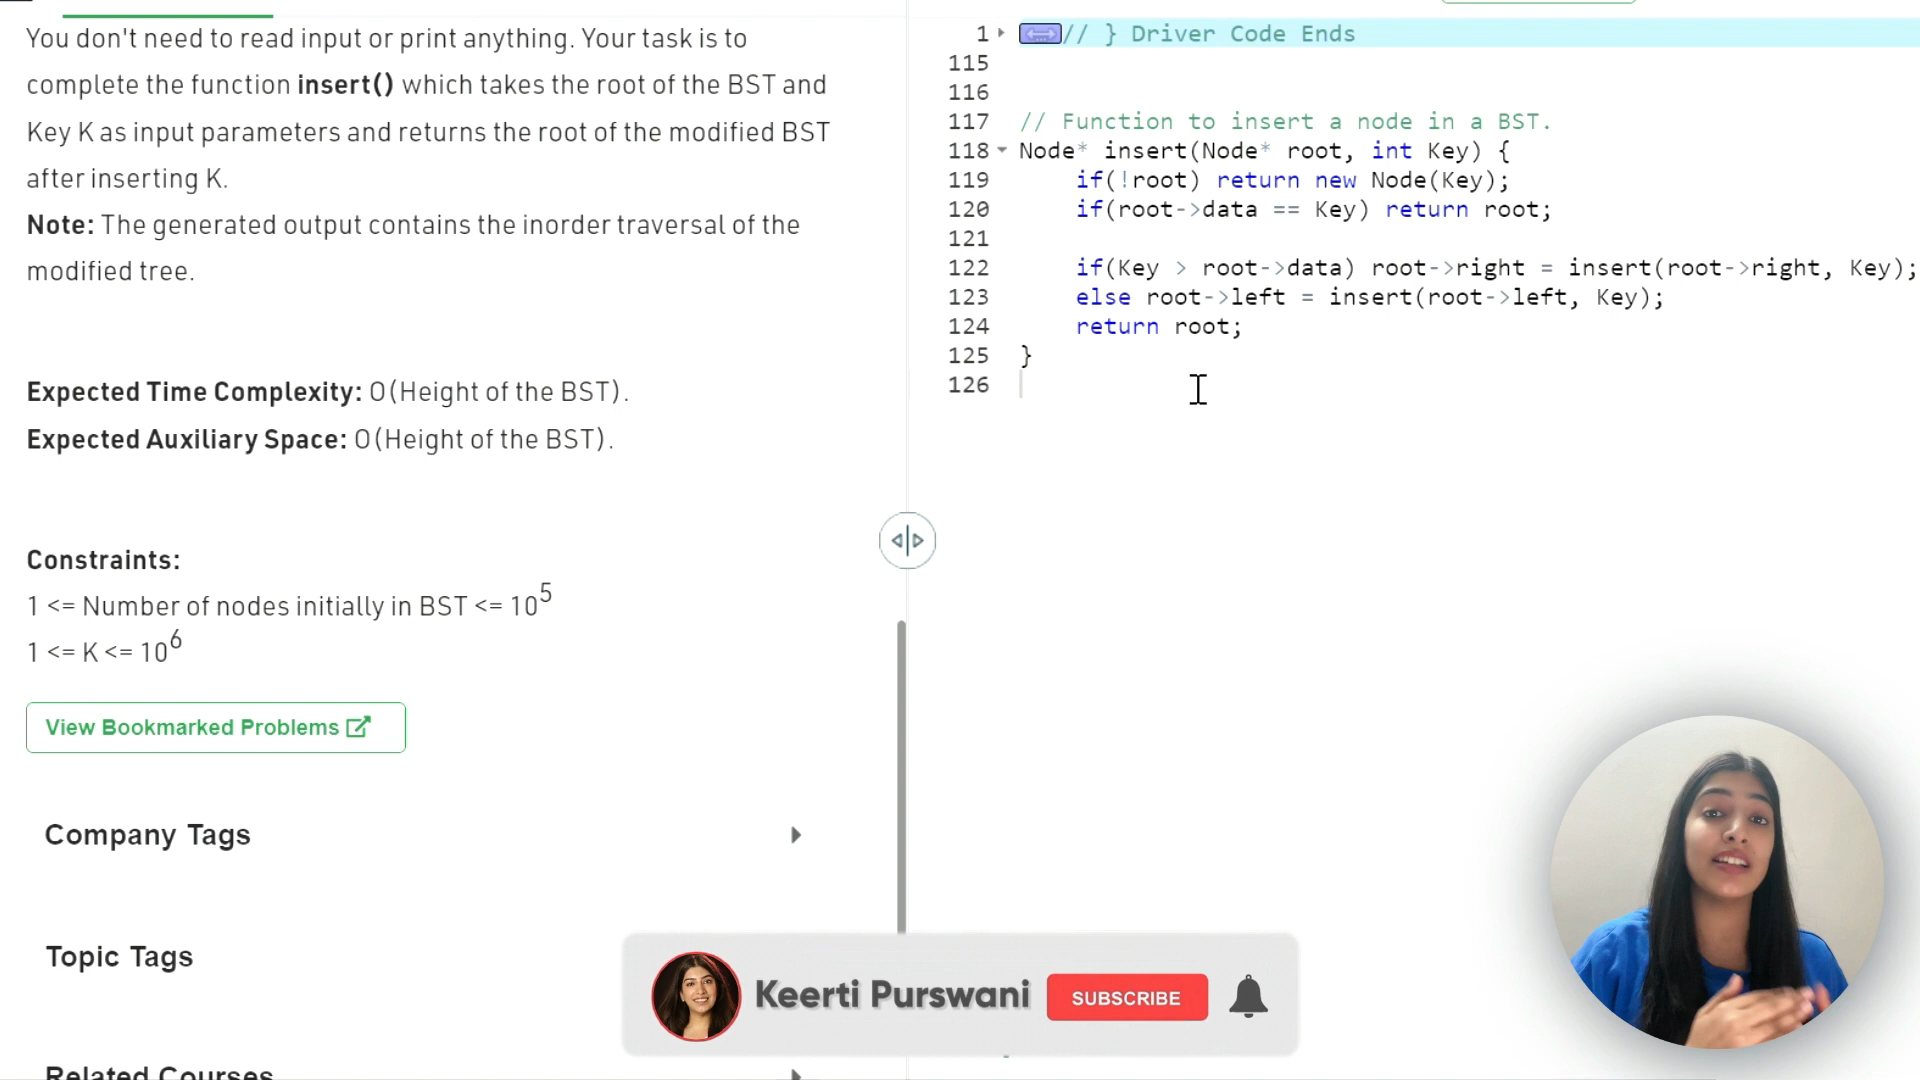 You don't need to read input or print anything. Your task is to
complete the function insert() which takes the root of the BST and
Key K as input parameters and returns the root of the modified BST
after inserting K.
Note: The generated output contains the inorder traversal of the
modified tree.
Expected Time Complexity: O(Height of the BST).
Expected Auxiliary Space: O(Height of the BST).
Constraints:
1 <= Number of nodes initially in BST <= 10^5
1 <= K <= 10^6
View Bookmarked Problems
Company Tags
Topic Tags
Related Courses
1 // } Driver Code Ends
115
116
117 // Function to insert a node in a BST.
118 Node* insert(Node* root, int Key) {
119 if(!root) return new Node(Key);
120 if(root->data == Key) return root;
121
122 if(Key > root->data) root->right = insert(root->right, Key);
123 else root->left = insert(root->left, Key);
124 return root;
125 }
126
Keerti Purswani SUBSCRIBE